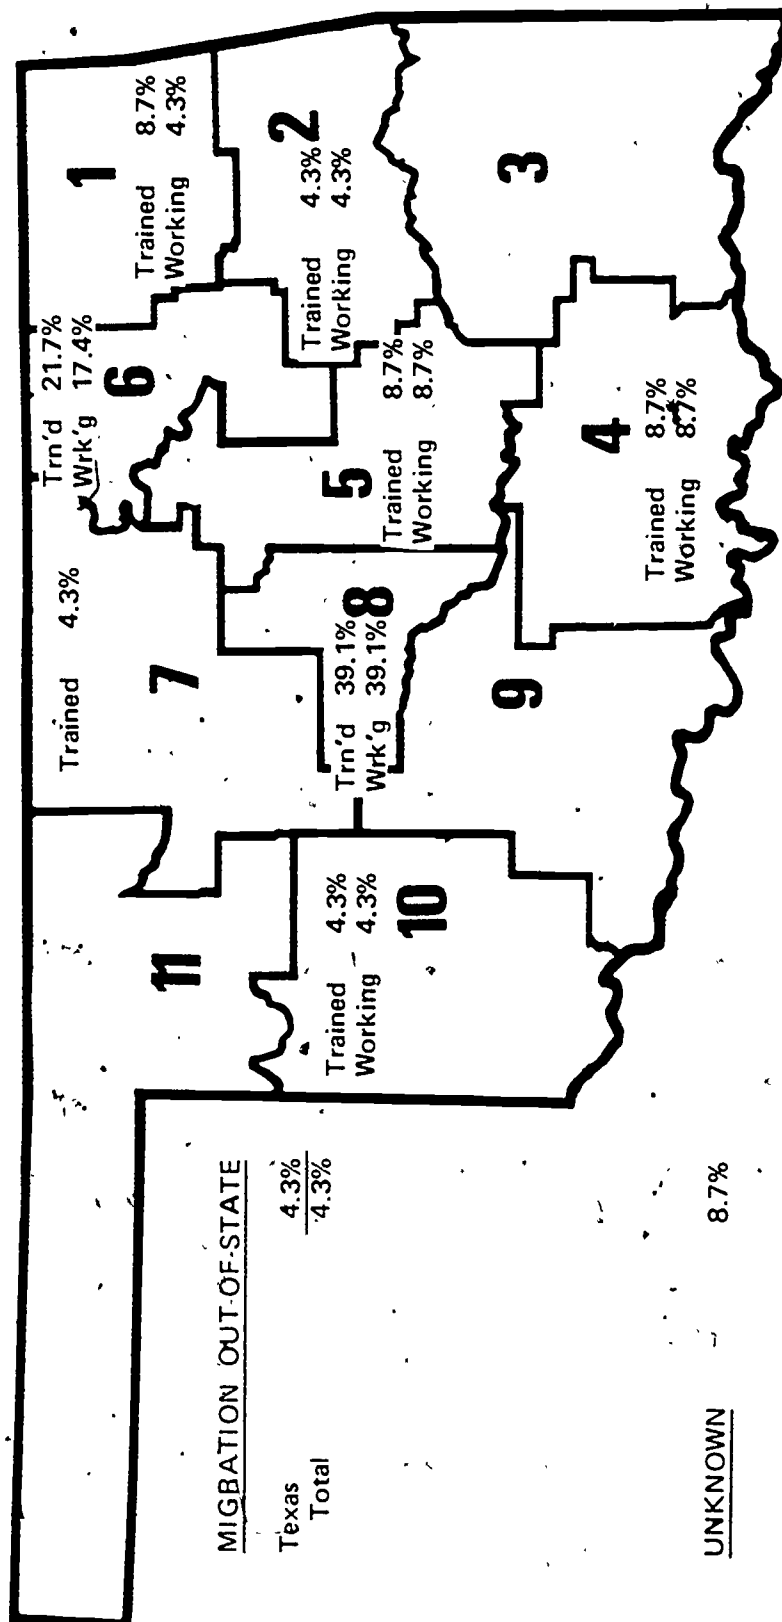 1
Trained 8.7%
Working 4.3%
6
Trn'd 21.7%
Wrk'g 17.4%
7
Trained 4.3%
11
2
Trained 4.3%
Working 4.3%
5
Trained 8.7%
Working 8.7%
8
Trn'd 39.1%
Wrk'g 39.1%
10
Trained 4.3%
Working 4.3%
3
4
Trained 8.7%
Working 8.7%
9
MIGBATION OUT-OF-STATE
Texas 4.3%
Total 4.3%
UNKNOWN 8.7%